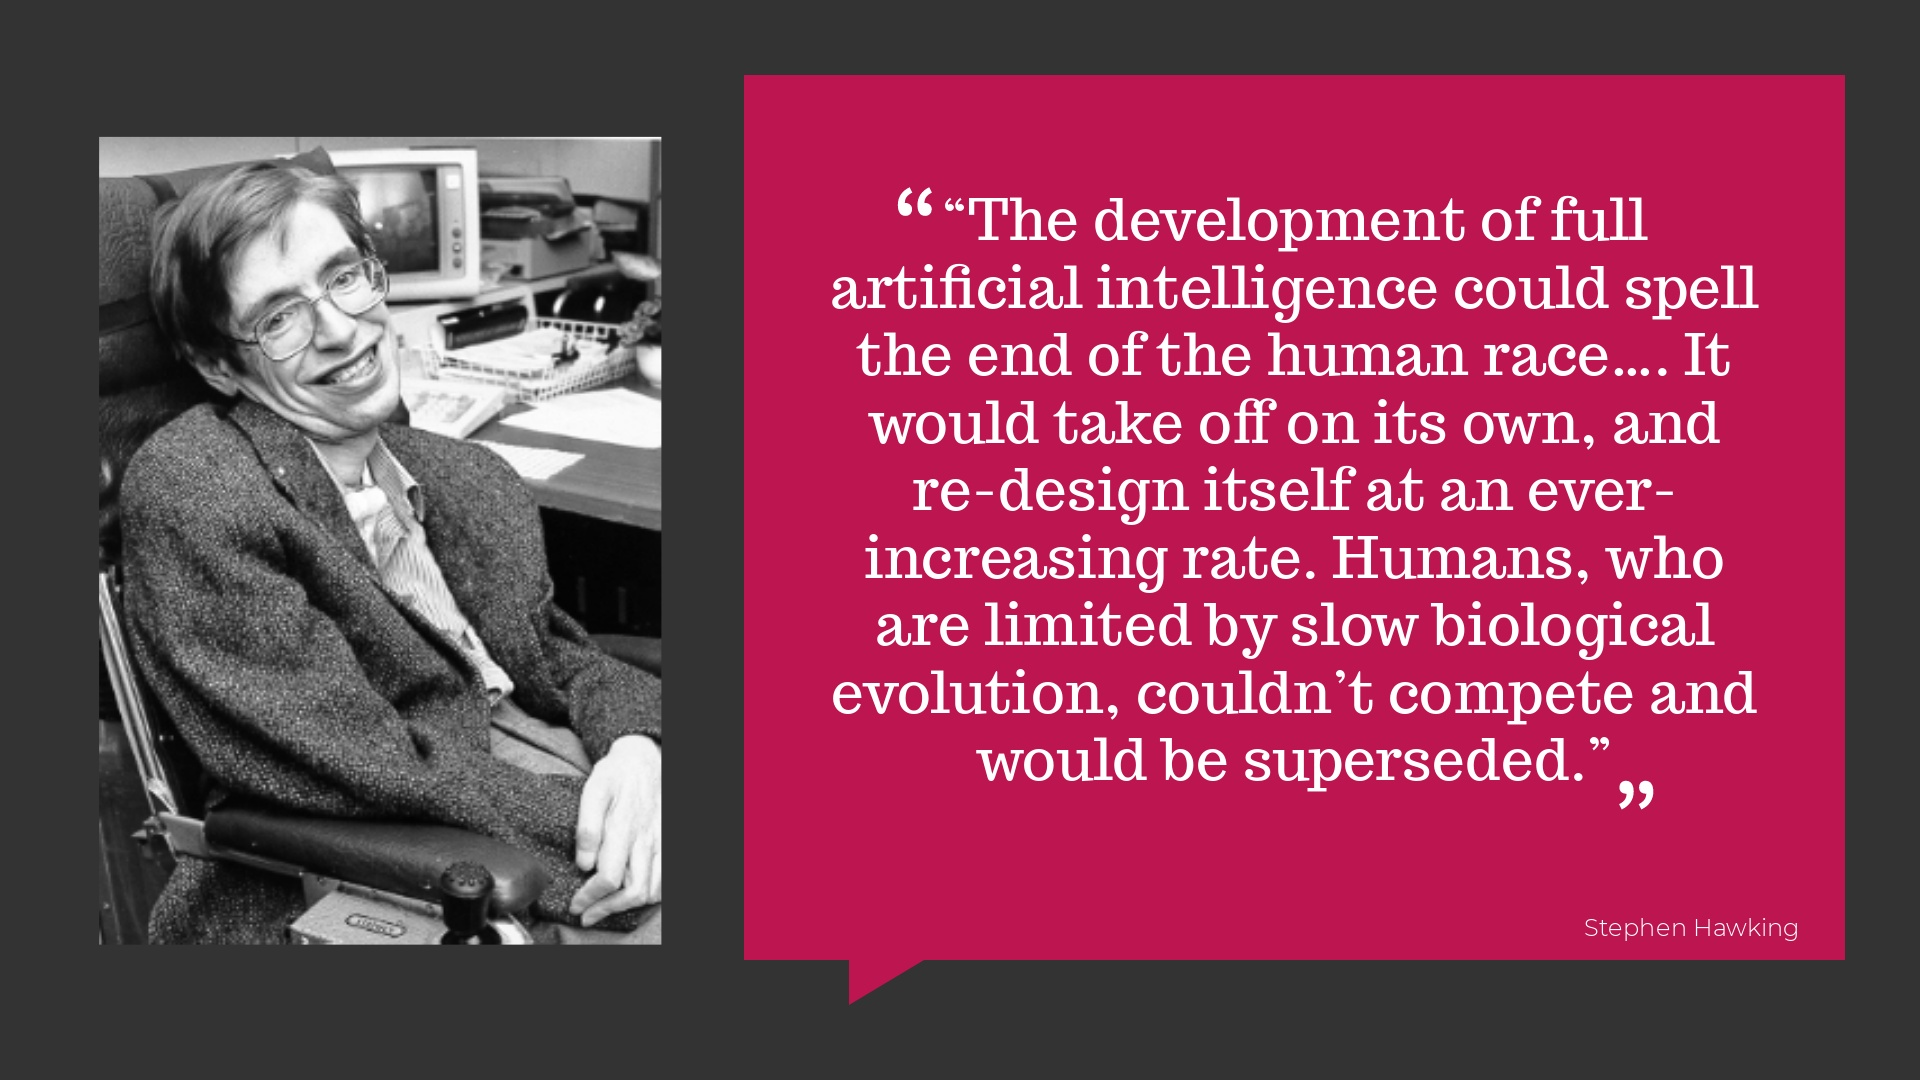 “ “The development of full
artificial intelligence could spell
the end of the human race…. It
would take off on its own, and
re-design itself at an ever-
increasing rate. Humans, who
are limited by slow biological
evolution, couldn’t compete and
would be superseded.”
”
Stephen Hawking